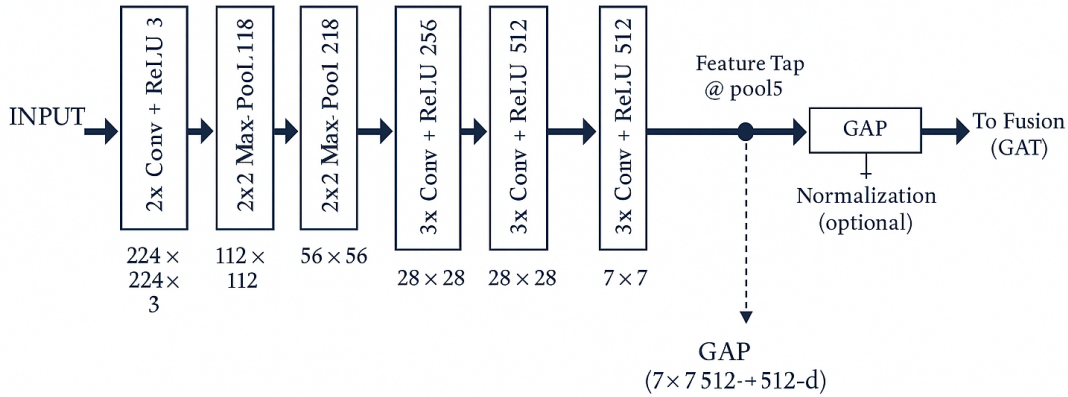 INPUT
2x Conv + ReLU 3
2x2 Max-Pool 118
2x2 Max-Pool 218
3x Conv + ReLU 256
3x Conv + ReLU 512
3x Conv + ReLU 512
224 ×
224 ×
3
112 ×
112
56 × 56
28 × 28
28 × 28
7 × 7
Feature Tap
@ pool5
GAP
To Fusion
(GAT)
Normalization
(optional)
GAP
(7 × 7 512-+512-d)